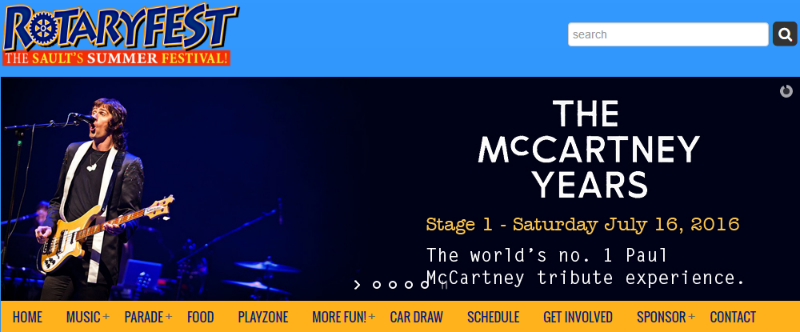 ROTARYFEST
THE SAULT'S SUMMER FESTIVAL!
search
THE
McCARTNEY
YEARS
Stage 1 - Saturday July 16, 2016
The world's no. 1 Paul
McCartney tribute experience.
HOME MUSIC + PARADE + FOOD PLAYZONE MORE FUN! + CAR DRAW SCHEDULE GET INVOLVED SPONSOR + CONTACT